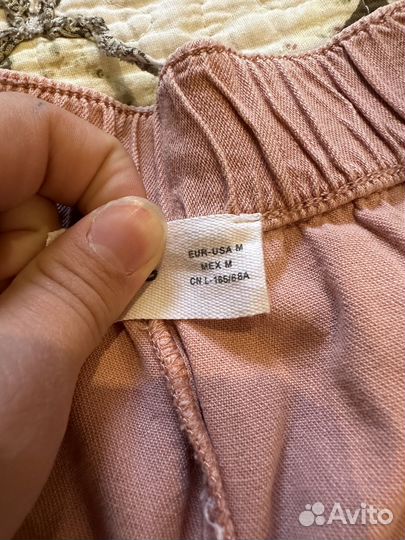 EUR-USA M
MEX M
CN L-165/68A
Avito